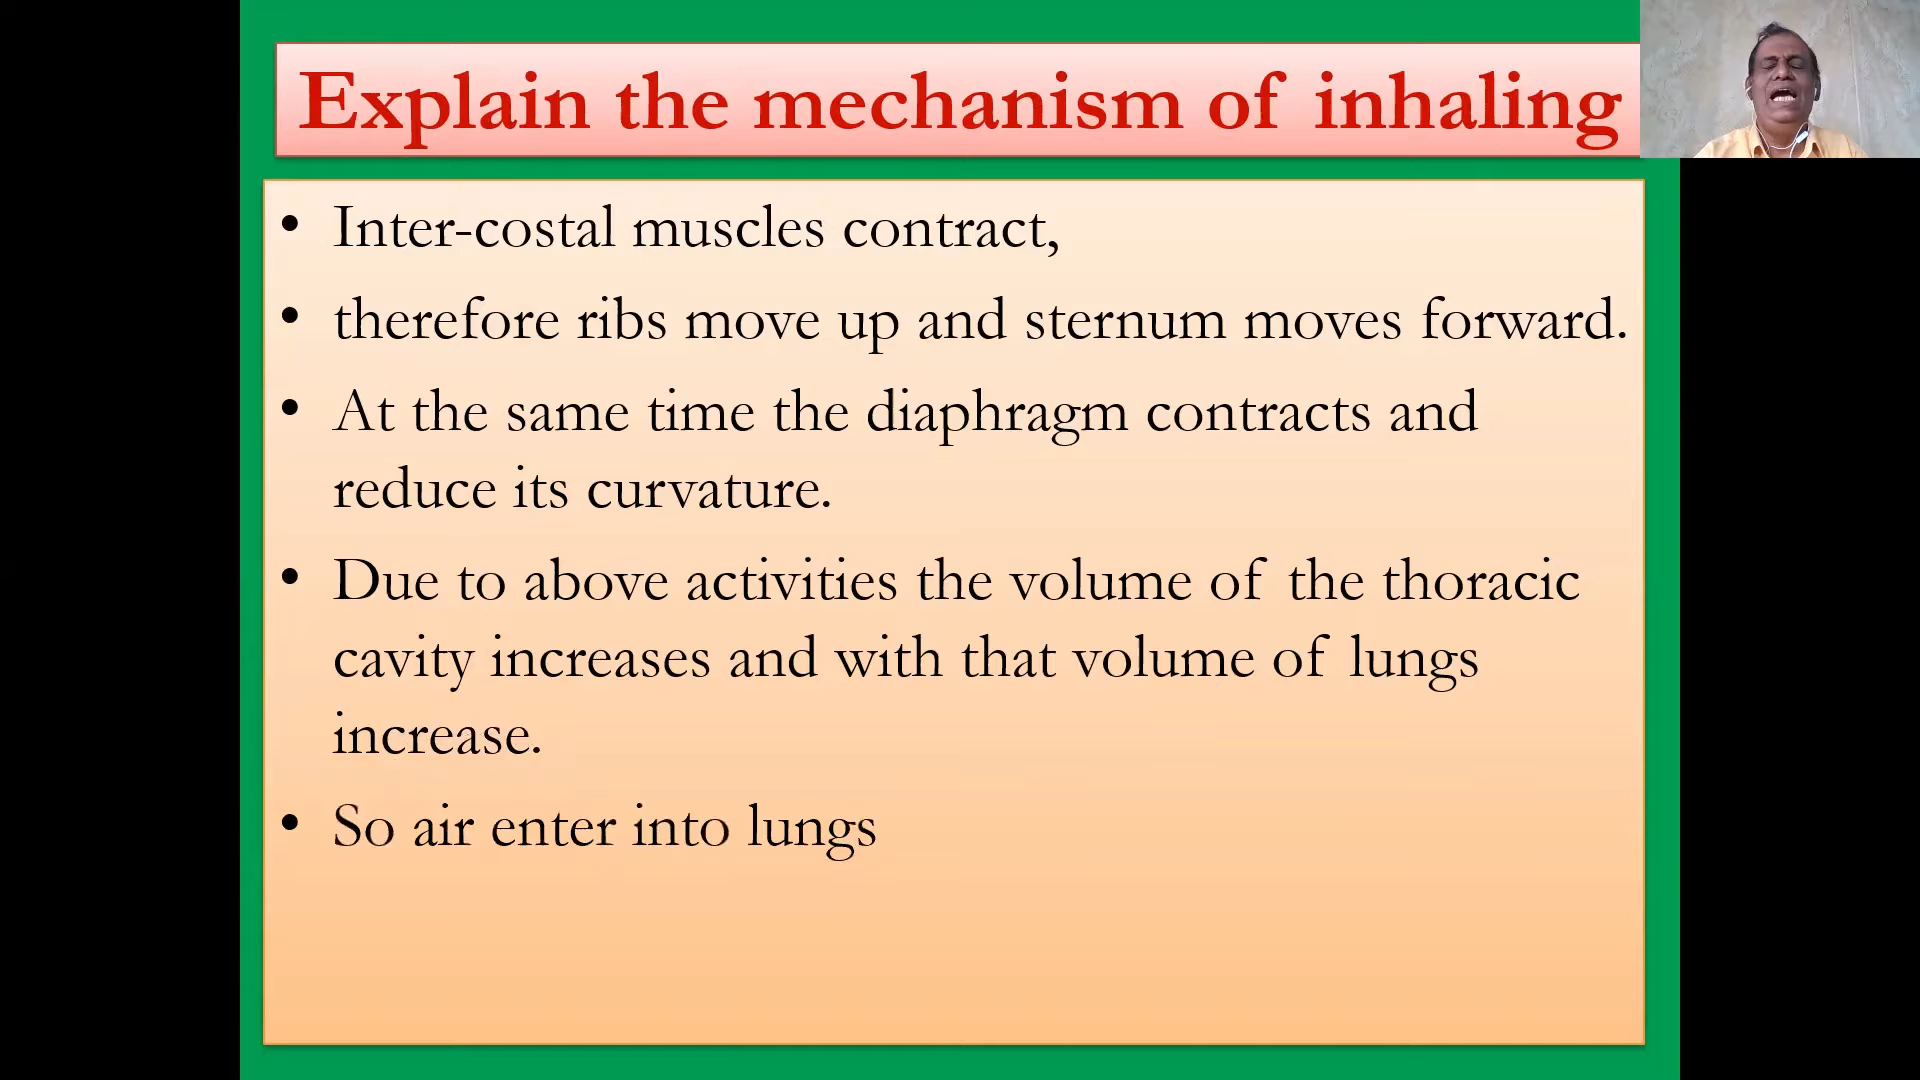 Explain the mechanism of inhaling
• Inter-costal muscles contract,
• therefore ribs move up and sternum moves forward.
• At the same time the diaphragm contracts and
reduce its curvature.
• Due to above activities the volume of the thoracic
cavity increases and with that volume of lungs
increase.
• So air enter into lungs